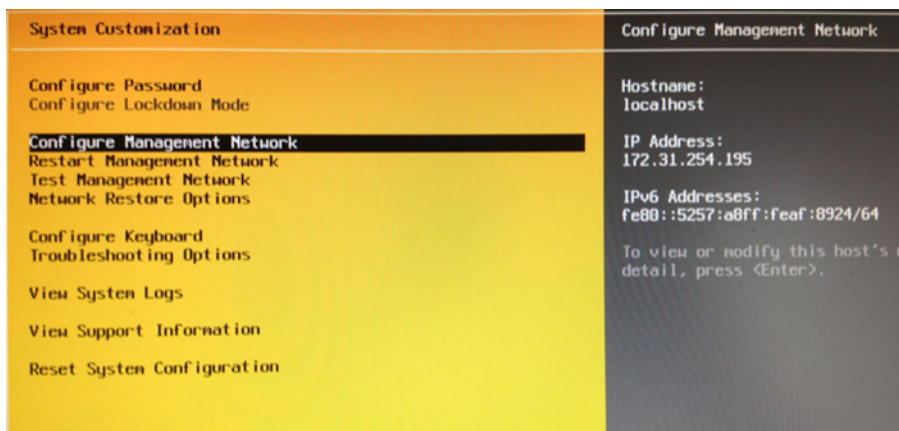 System Customization
Configure Password
Configure Lockdown Mode
Configure Management Network
Restart Management Network
Test Management Network
Network Restore Options
Configure Keyboard
Troubleshooting Options
View System Logs
View Support Information
Reset System Configuration
Configure Management Network
Hostname:
localhost
IP Address:
172.31.254.195
IPv6 Addresses:
fe80::5257:a8ff:feaf:8924/64
To view or modify this host's
detail, press <Enter>.